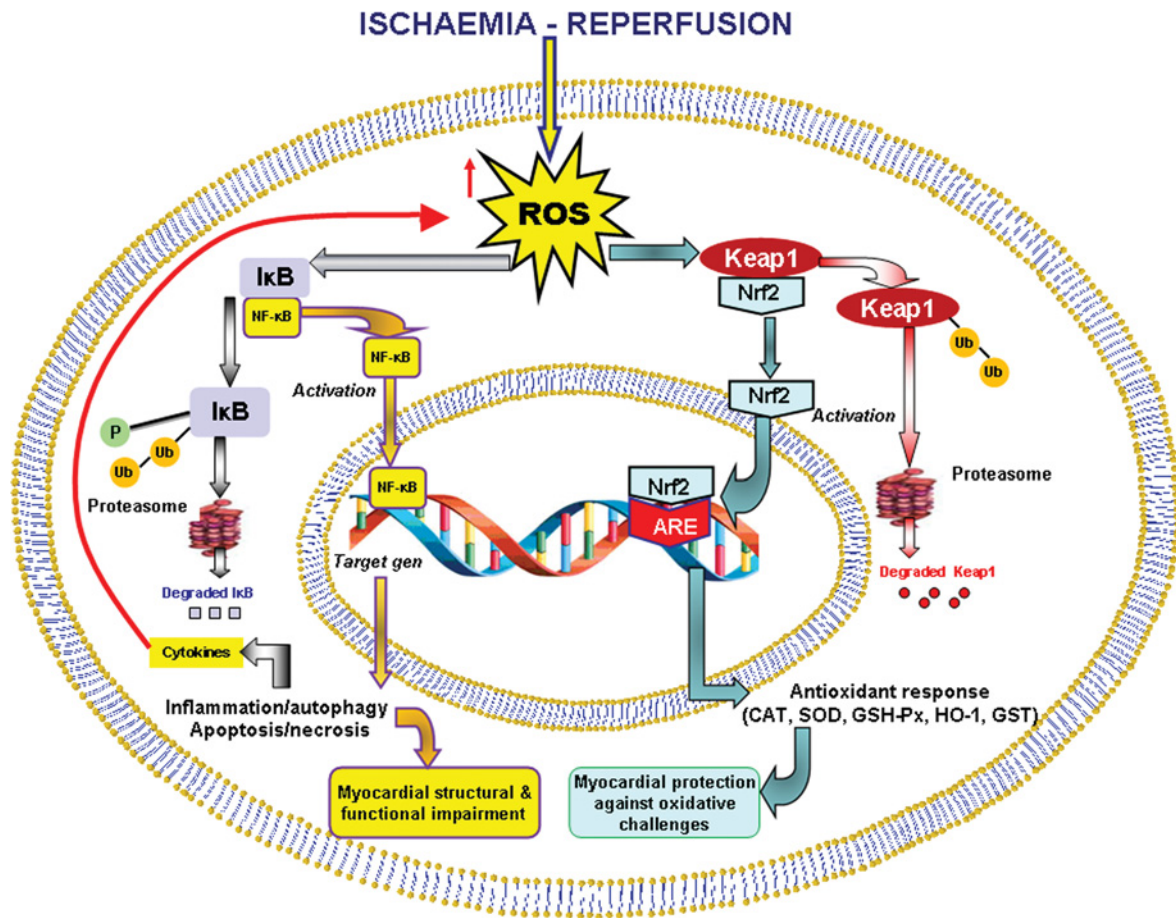 ISCHAEMIA - REPERFUSION
ROS
IκB
NF-κB
NF-κB
Activation
IκB
P
Ub
Ub
Proteasome
Degraded IκB
Cytokines
Inflammation/autophagy
Apoptosis/necrosis
Myocardial structural &
functional impairment
NF-κB
Target gen
Keap1
Nrf2
Keap1
Ub
Ub
Nrf2
Activation
Nrf2
ARE
Proteasome
Degraded Keap1
Antioxidant response
(CAT, SOD, GSH-Px, HO-1, GST)
Myocardial protection
against oxidative
challenges